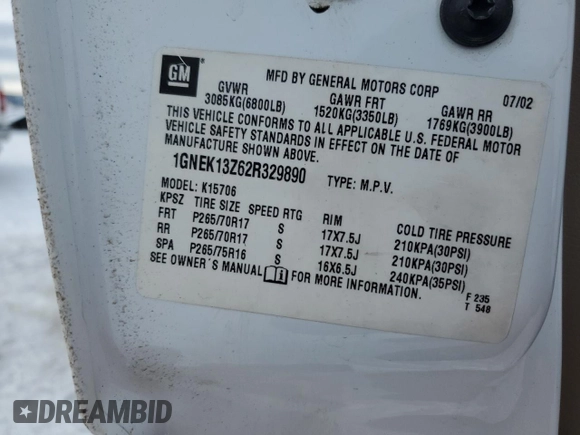 GM
MFD BY GENERAL MOTORS CORP 07/02
GVWR GAWR FRT GAWR RR
3085KG(6800LB) 1520KG(3350LB) 1769KG(3900LB)
THIS VEHICLE CONFORMS TO ALL APPLICABLE U.S. FEDERAL MOTOR
VEHICLE SAFETY STANDARDS IN EFFECT ON THE DATE OF
MANUFACTURE SHOWN ABOVE.
1GNEK13Z62R329890 TYPE: M.P.V.
MODEL: K15706
KPSZ TIRE SIZE SPEED RTG RIM COLD TIRE PRESSURE
FRT P265/70R17 S 17X7.5J 210KPA(30PSI)
RR P265/70R17 S 17X7.5J 210KPA(30PSI)
SPA P265/75R16 S 16X6.5J 240KPA(35PSI)
SEE OWNER`S MANUAL FOR MORE INFORMATION.
F 235
T 548
DREAMBID